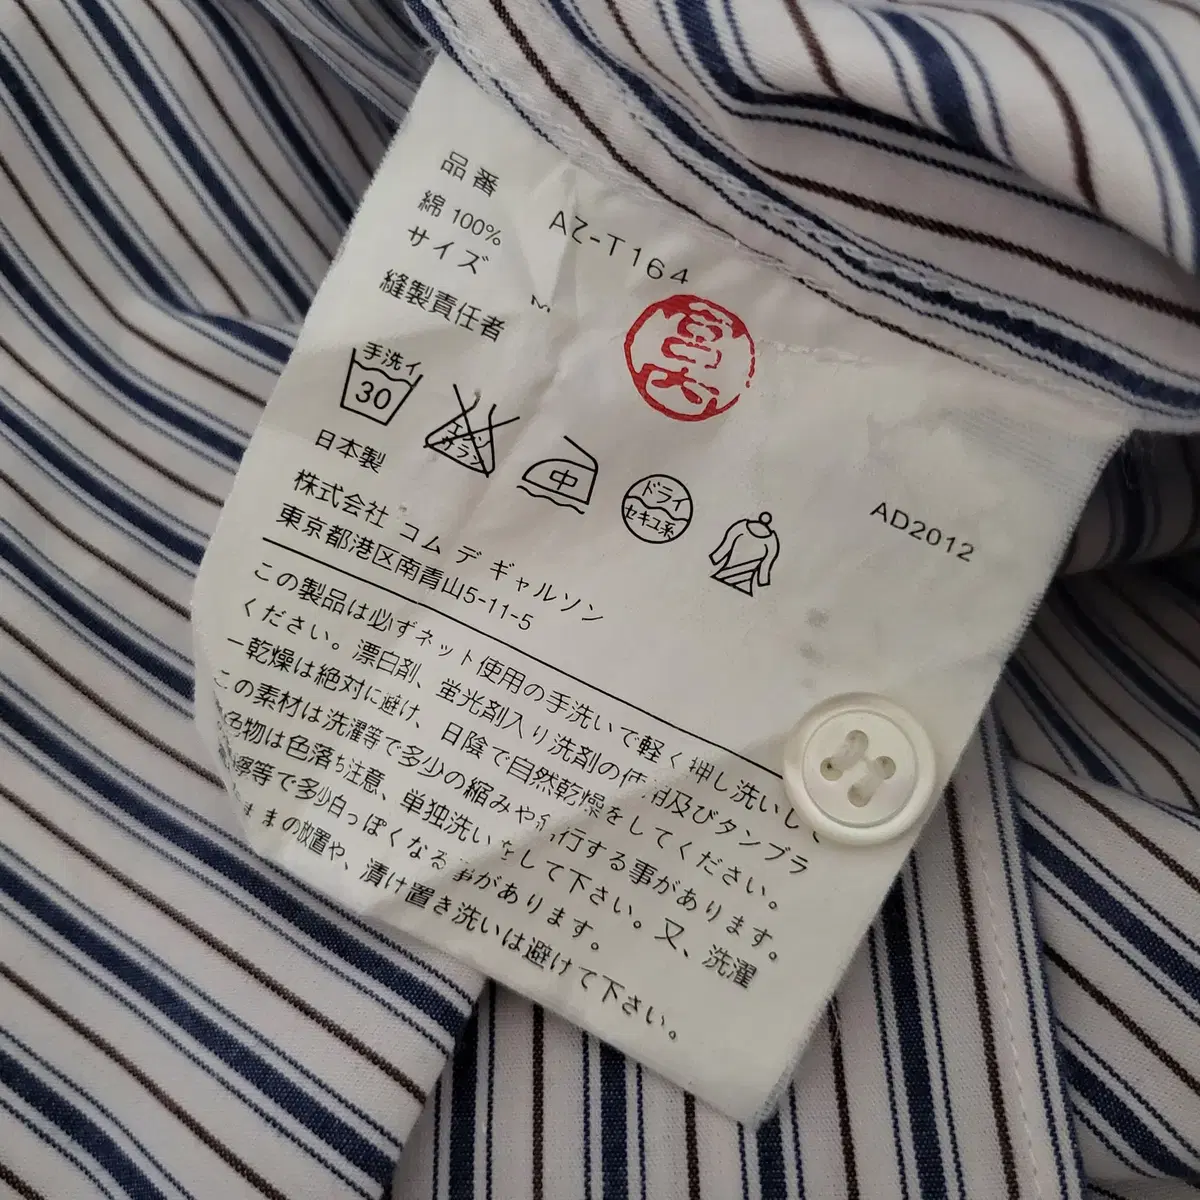 品番 AZ-T164
綿 100%
サイズ M
縫製責任者 宮内
手洗イ
30
エンソ
サラシ
中
ドライ
セキユ系
日本製
AD2012
株式会社 コム デ ギャルソン
東京都港区南青山5-11-5
この製品は必ずネット使用の手洗いで軽く押し洗いして
ください。漂白剤、蛍光剤入り洗剤の使用及びタンブラ
ー乾燥は絶対に避け、日陰で自然乾燥をしてください。
この素材は洗濯等で多少の縮みや 行する事があります。
色物は色落ち注意、単独洗いをして下さい。又、洗濯
等で多少白っぽくなる事があります。
ままの放置や、漬け置き洗いは避けて下さい。